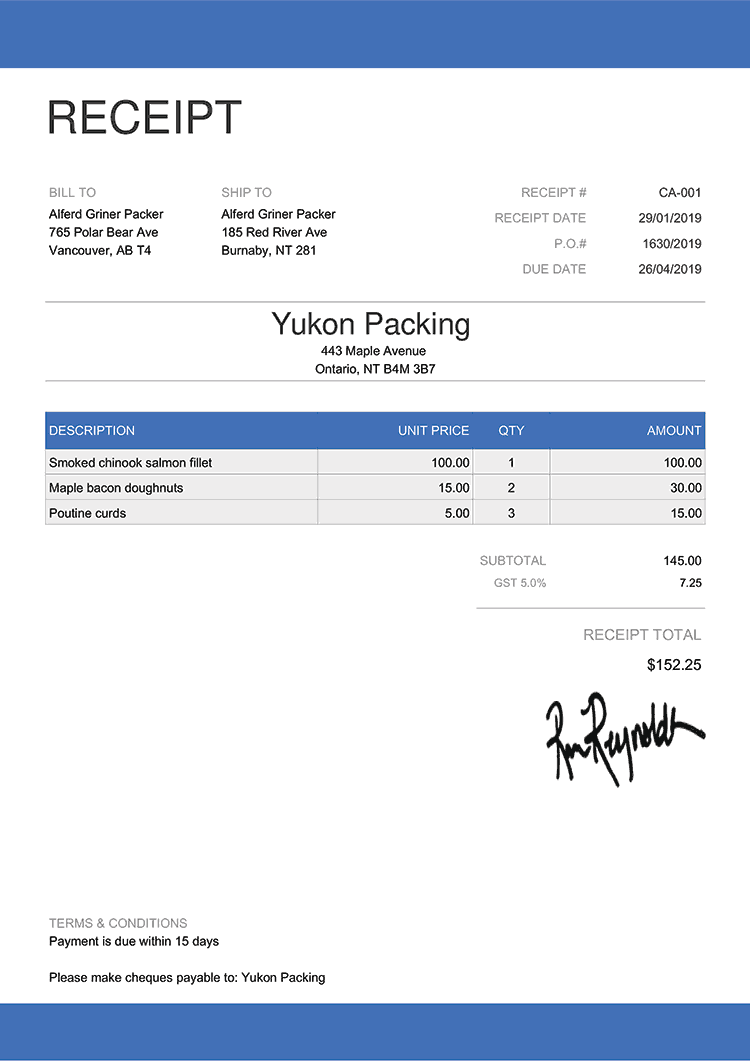 RECEIPT
BILL TO
Alferd Griner Packer
765 Polar Bear Ave
Vancouver, AB T4
SHIP TO
Alferd Griner Packer
185 Red River Ave
Burnaby, NT 281
RECEIPT # CA-001
RECEIPT DATE 29/01/2019
P.O.# 1630/2019
DUE DATE 26/04/2019
Yukon Packing
443 Maple Avenue
Ontario, NT B4M 3B7
DESCRIPTION UNIT PRICE QTY AMOUNT
Smoked chinook salmon fillet 100.00 1 100.00
Maple bacon doughnuts 15.00 2 30.00
Poutine curds 5.00 3 15.00
SUBTOTAL 145.00
GST 5.0% 7.25
RECEIPT TOTAL
$152.25
Reynolds
TERMS & CONDITIONS
Payment is due within 15 days
Please make cheques payable to: Yukon Packing